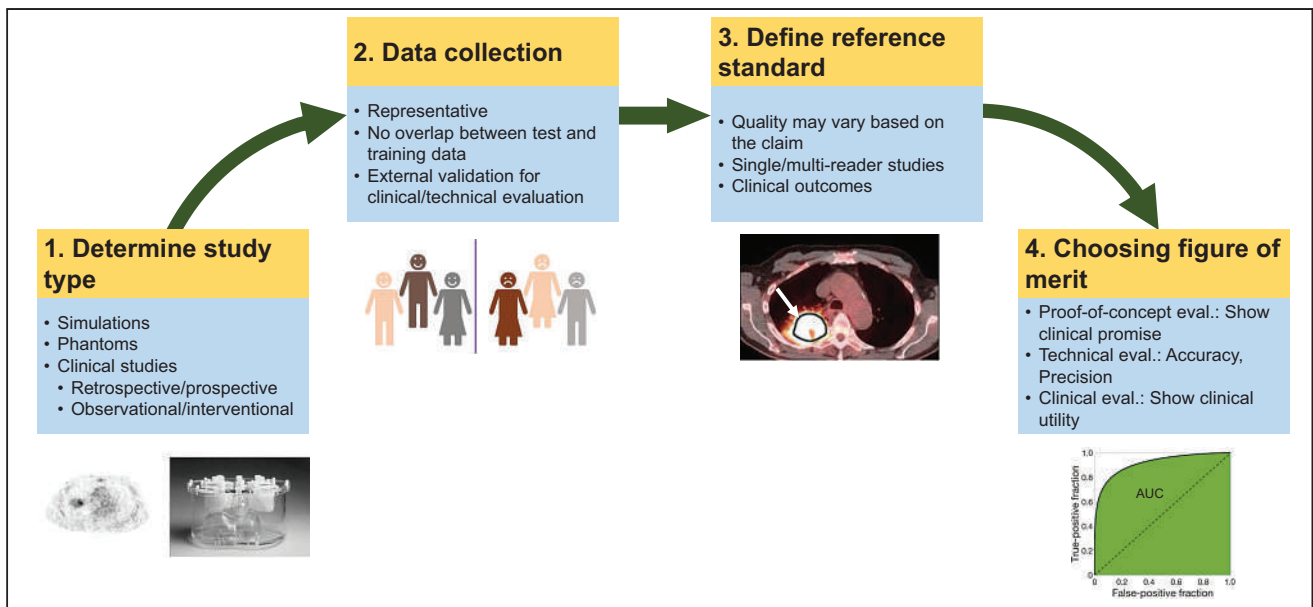 1. Determine study
type
• Simulations
• Phantoms
• Clinical studies
• Retrospective/prospective
• Observational/interventional
2. Data collection
• Representative
• No overlap between test and
training data
• External validation for
clinical/technical evaluation
3. Define reference
standard
• Quality may vary based on
the claim
• Single/multi-reader studies
• Clinical outcomes
4. Choosing figure of
merit
• Proof-of-concept eval.: Show
clinical promise
• Technical eval.: Accuracy,
Precision
• Clinical eval.: Show clinical
utility
True-positive fraction
1.0
0.8
0.6
0.4
0.2
0
AUC
0 0.2 0.4 0.6 0.8 1.0
False-positive fraction